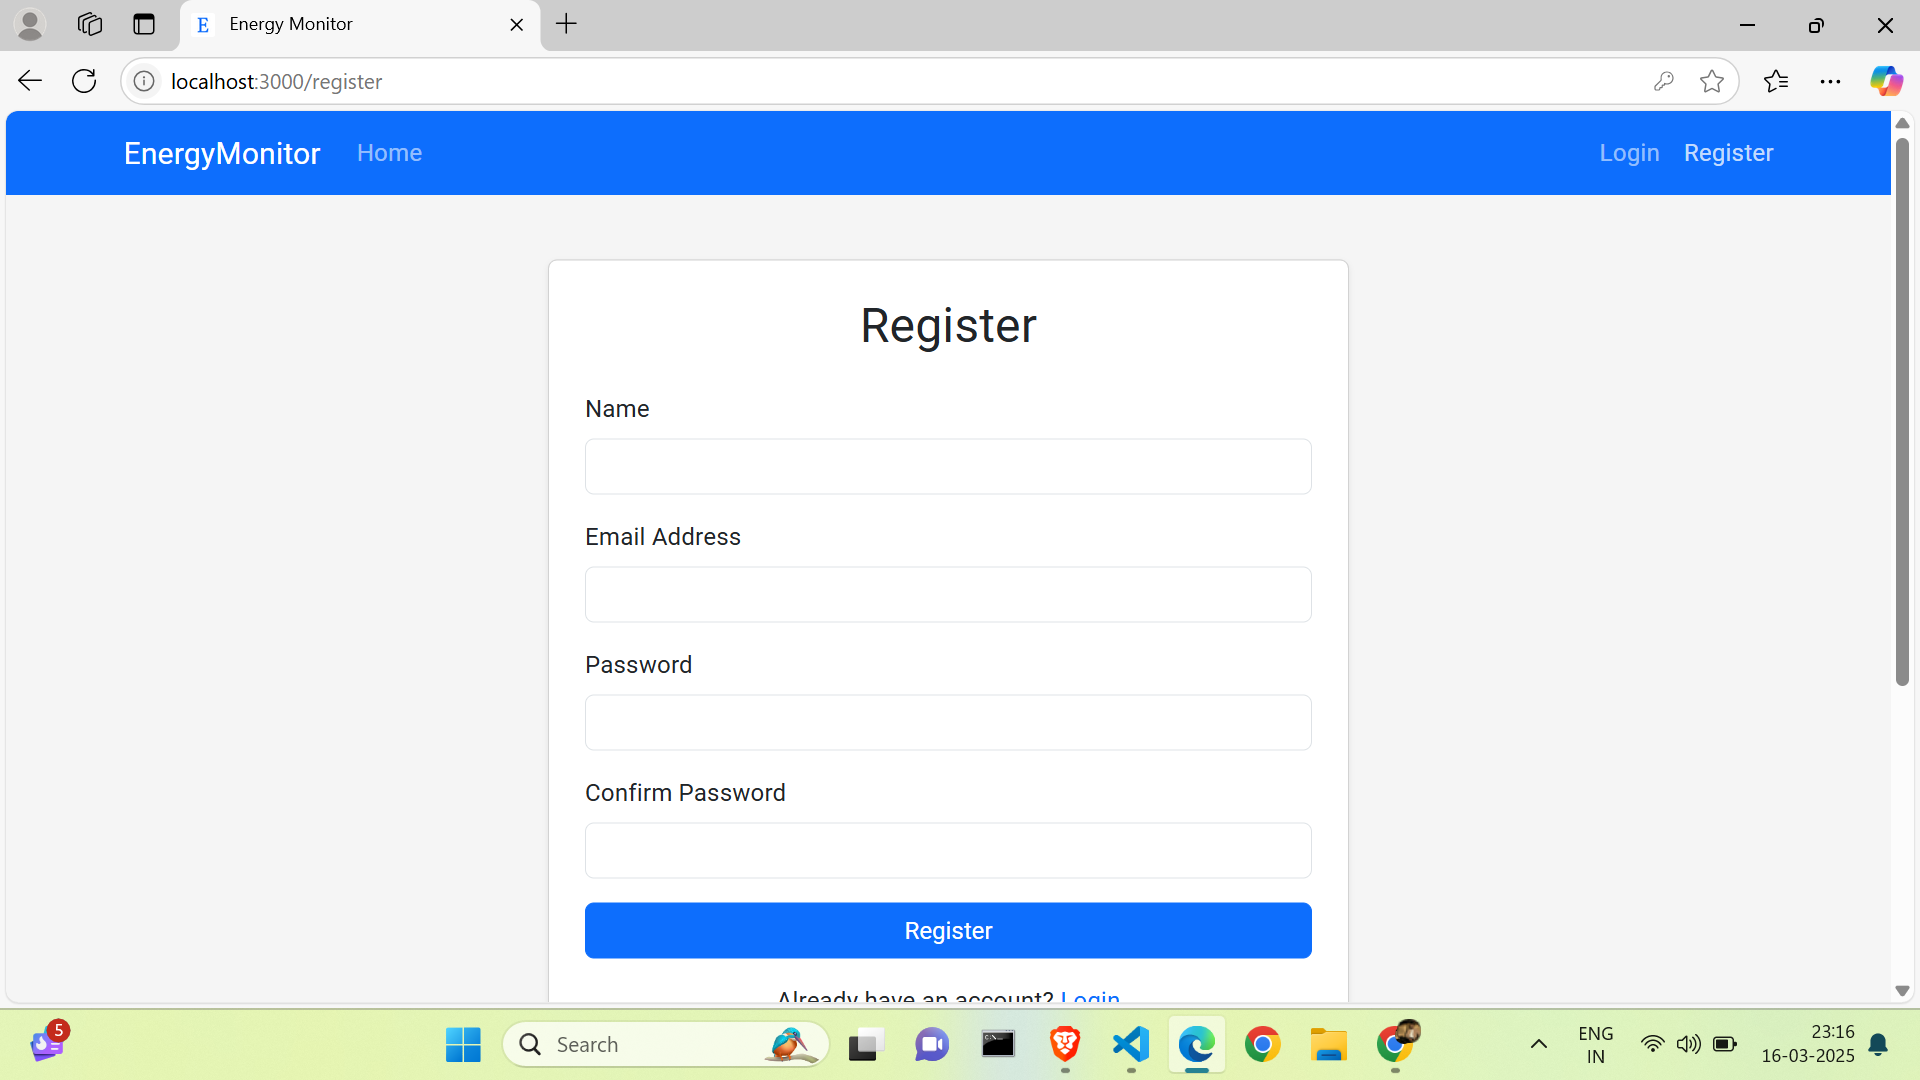 Energy Monitor
localhost:3000/register
EnergyMonitor Home Login Register
Register
Name
Email Address
Password
Confirm Password
Register
Already have an account? Login
5
Search
ENG
IN
23:16
16-03-2025